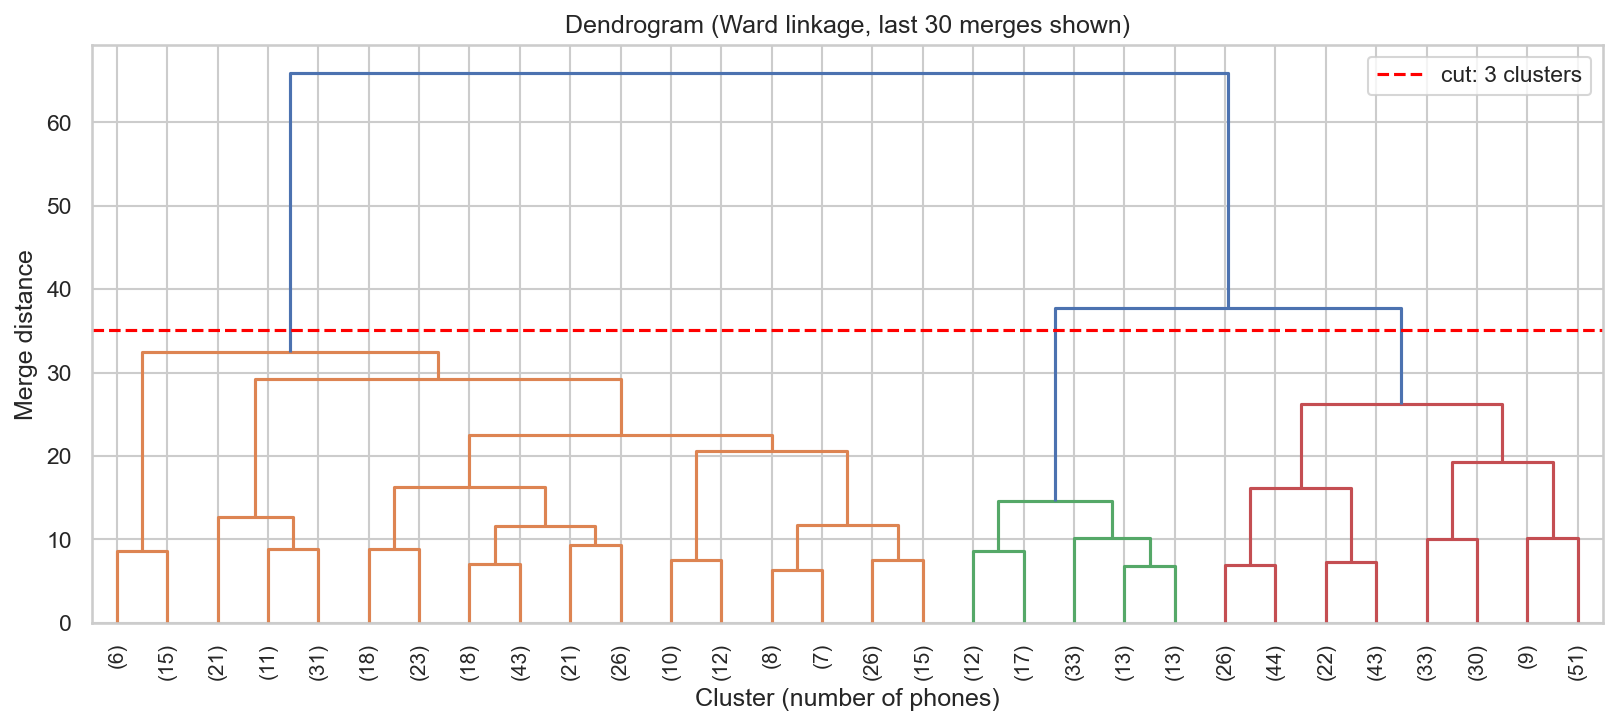 Dendrogram (Ward linkage, last 30 merges shown)
cut: 3 clusters
Merge distance
60
50
40
30
20
10
0
(6) (15) (21) (11) (31) (18) (23) (18) (43) (21) (26) (10) (12) (8) (7) (26) (15) (12) (17) (33) (13) (13) (26) (44) (22) (43) (33) (30) (9) (51)
Cluster (number of phones)